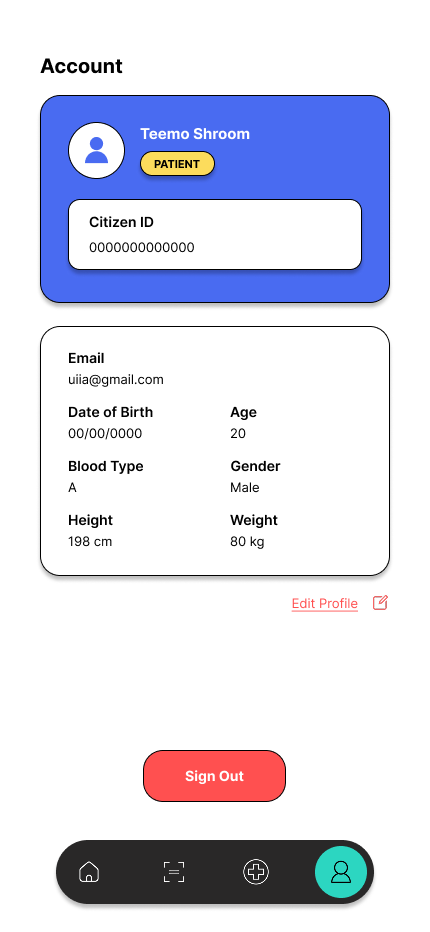 Account
Teemo Shroom
PATIENT
Citizen ID
0000000000000
Email
uiia@gmail.com
Date of Birth
Age
00/00/0000
20
Blood Type
Gender
A
Male
Height
Weight
198 cm
80 kg
Edit Profile
Sign Out